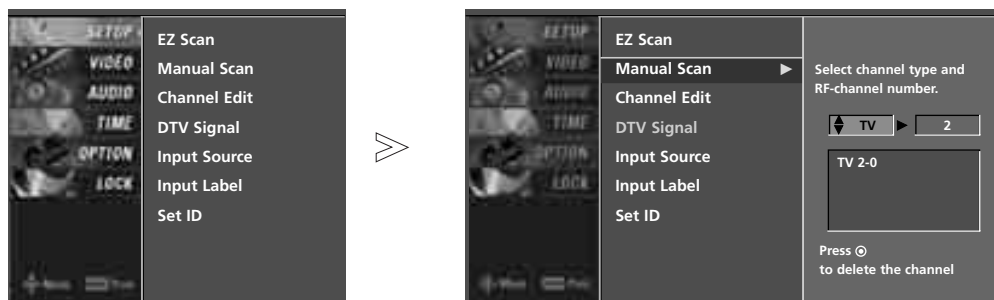 SETUP
VIDEO
AUDIO
TIME
OPTION
LOCK
EZ Scan
Manual Scan
Channel Edit
DTV Signal
Input Source
Input Label
Set ID
SETUP
VIDEO
AUDIO
TIME
OPTION
LOCK
EZ Scan
Manual Scan
Channel Edit
DTV Signal
Input Source
Input Label
Set ID
Select channel type and
RF-channel number.
TV 2
TV 2-0
Press
to delete the channel